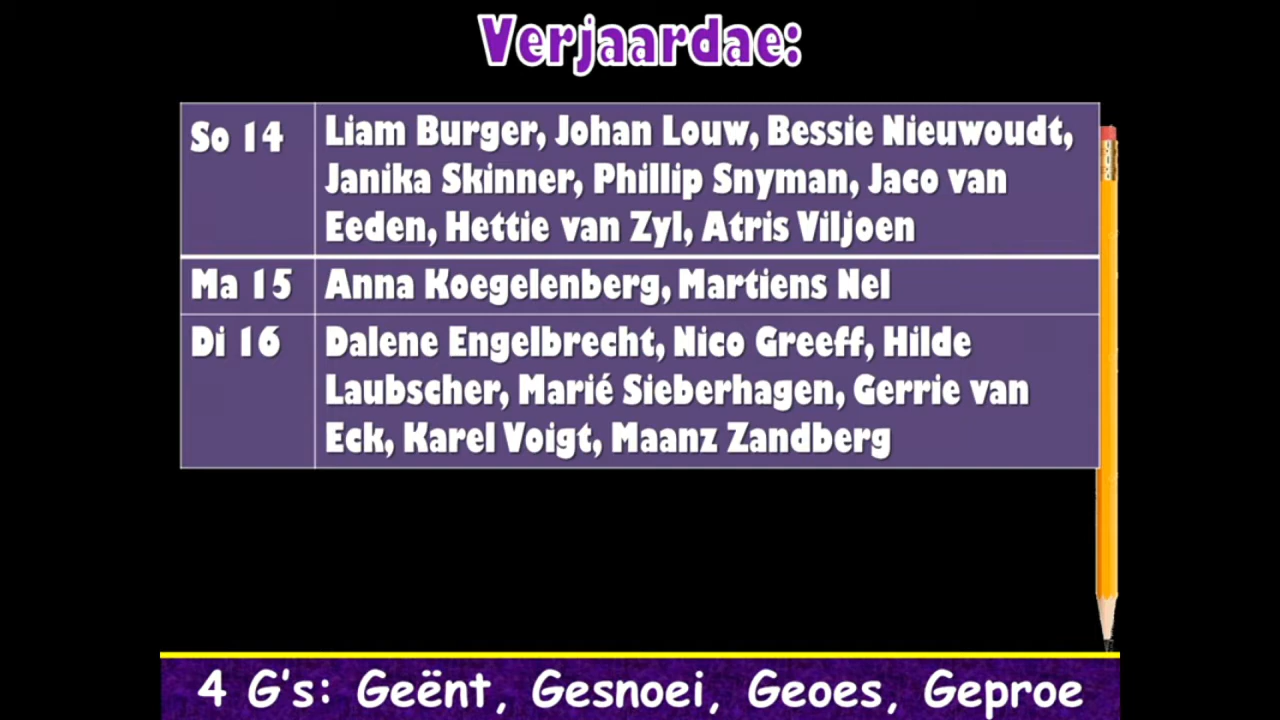 Verjaardae:
So 14
Liam Burger, Johan Louw, Bessie Nieuwoudt,
Janika Skinner, Phillip Snyman, Jaco van
Eeden, Hettie van Zyl, Atris Viljoen
Ma 15
Anna Koegelenberg, Martiens Nel
Di 16
Dalene Engelbrecht, Nico Greeff, Hilde
Laubscher, Marié Sieberhagen, Gerrie van
Eck, Karel Voigt, Maanz Zandberg
4 G's: Geënt, Gesnoei, Geoes, Geproe